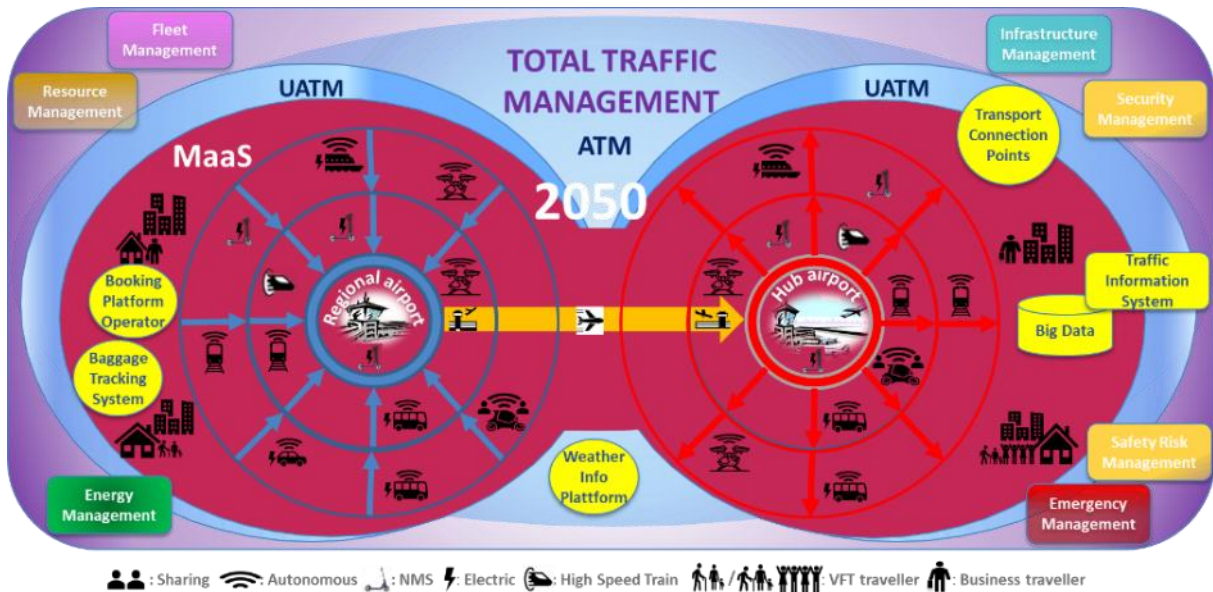 Fleet
Management
Resource
Management
UATM
TOTAL TRAFFIC
MANAGEMENT
ATM
2050
UATM
Infrastructure
Management
Security
Management
Transport
Connection
Points
MaaS
Booking
Platform
Operator
Baggage
Tracking
System
Regional airport
Hub airport
Traffic
Information
System
Big Data
Weather
Info
Plattform
Energy
Management
Safety Risk
Management
Emergency
Management
: Sharing : Autonomous : NMS : Electric : High Speed Train / : VFT traveller : Business traveller